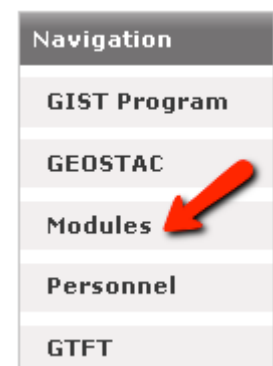 Navigation
GIST Program
GEOSTAC
Modules
Personnel
GTFT